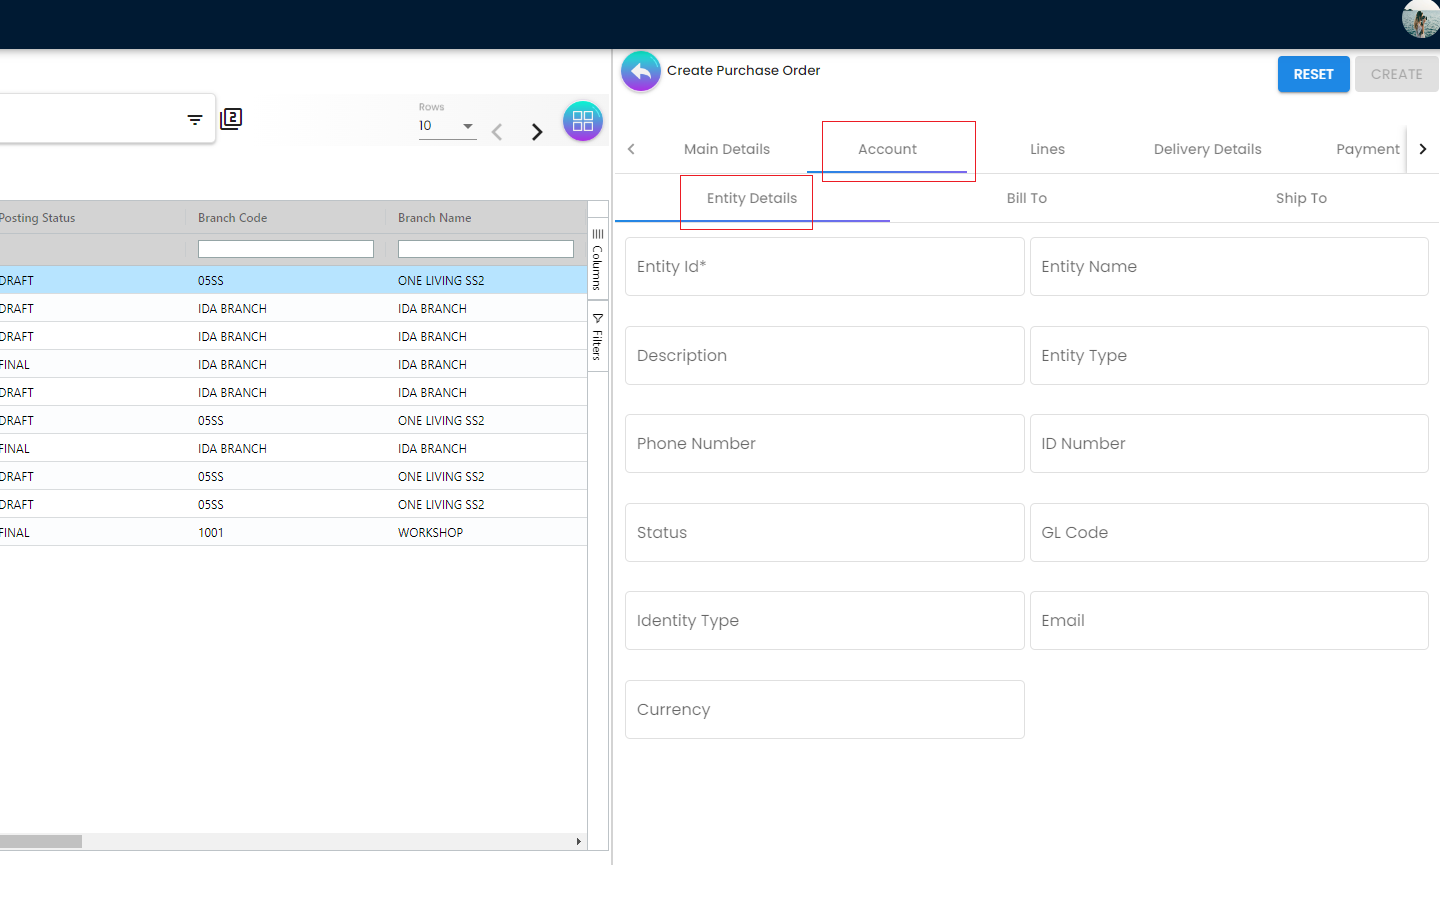 Create Purchase Order
RESET
CREATE
2
Rows
10
Main Details
Account
Lines
Delivery Details
Payment
Entity Details
Bill To
Ship To
Posting Status Branch Code Branch Name
DRAFT 05SS ONE LIVING SS2
DRAFT IDA BRANCH IDA BRANCH
DRAFT IDA BRANCH IDA BRANCH
FINAL IDA BRANCH IDA BRANCH
DRAFT IDA BRANCH IDA BRANCH
DRAFT 05SS ONE LIVING SS2
FINAL IDA BRANCH IDA BRANCH
DRAFT 05SS ONE LIVING SS2
DRAFT 05SS ONE LIVING SS2
FINAL 1001 WORKSHOP
Columns
Filters
Entity Id*
Entity Name
Description
Entity Type
Phone Number
ID Number
Status
GL Code
Identity Type
Email
Currency